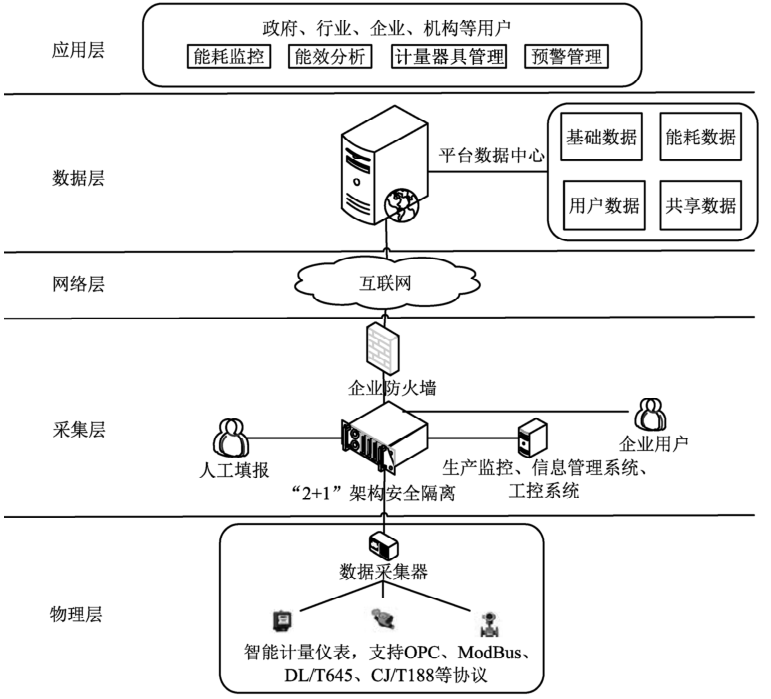 应用层
政府、行业、企业、机构等用户
能耗监控
能效分析
计量器具管理
预警管理
数据层
平台数据中心
基础数据
能耗数据
用户数据
共享数据
网络层
互联网
采集层
企业防火墙
人工填报
企业用户
生产监控、信息管理系统、
工控系统
“2+1”架构安全隔离
物理层
数据采集器
智能计量仪表，支持OPC、ModBus、
DL/T645、CJ/T188等协议